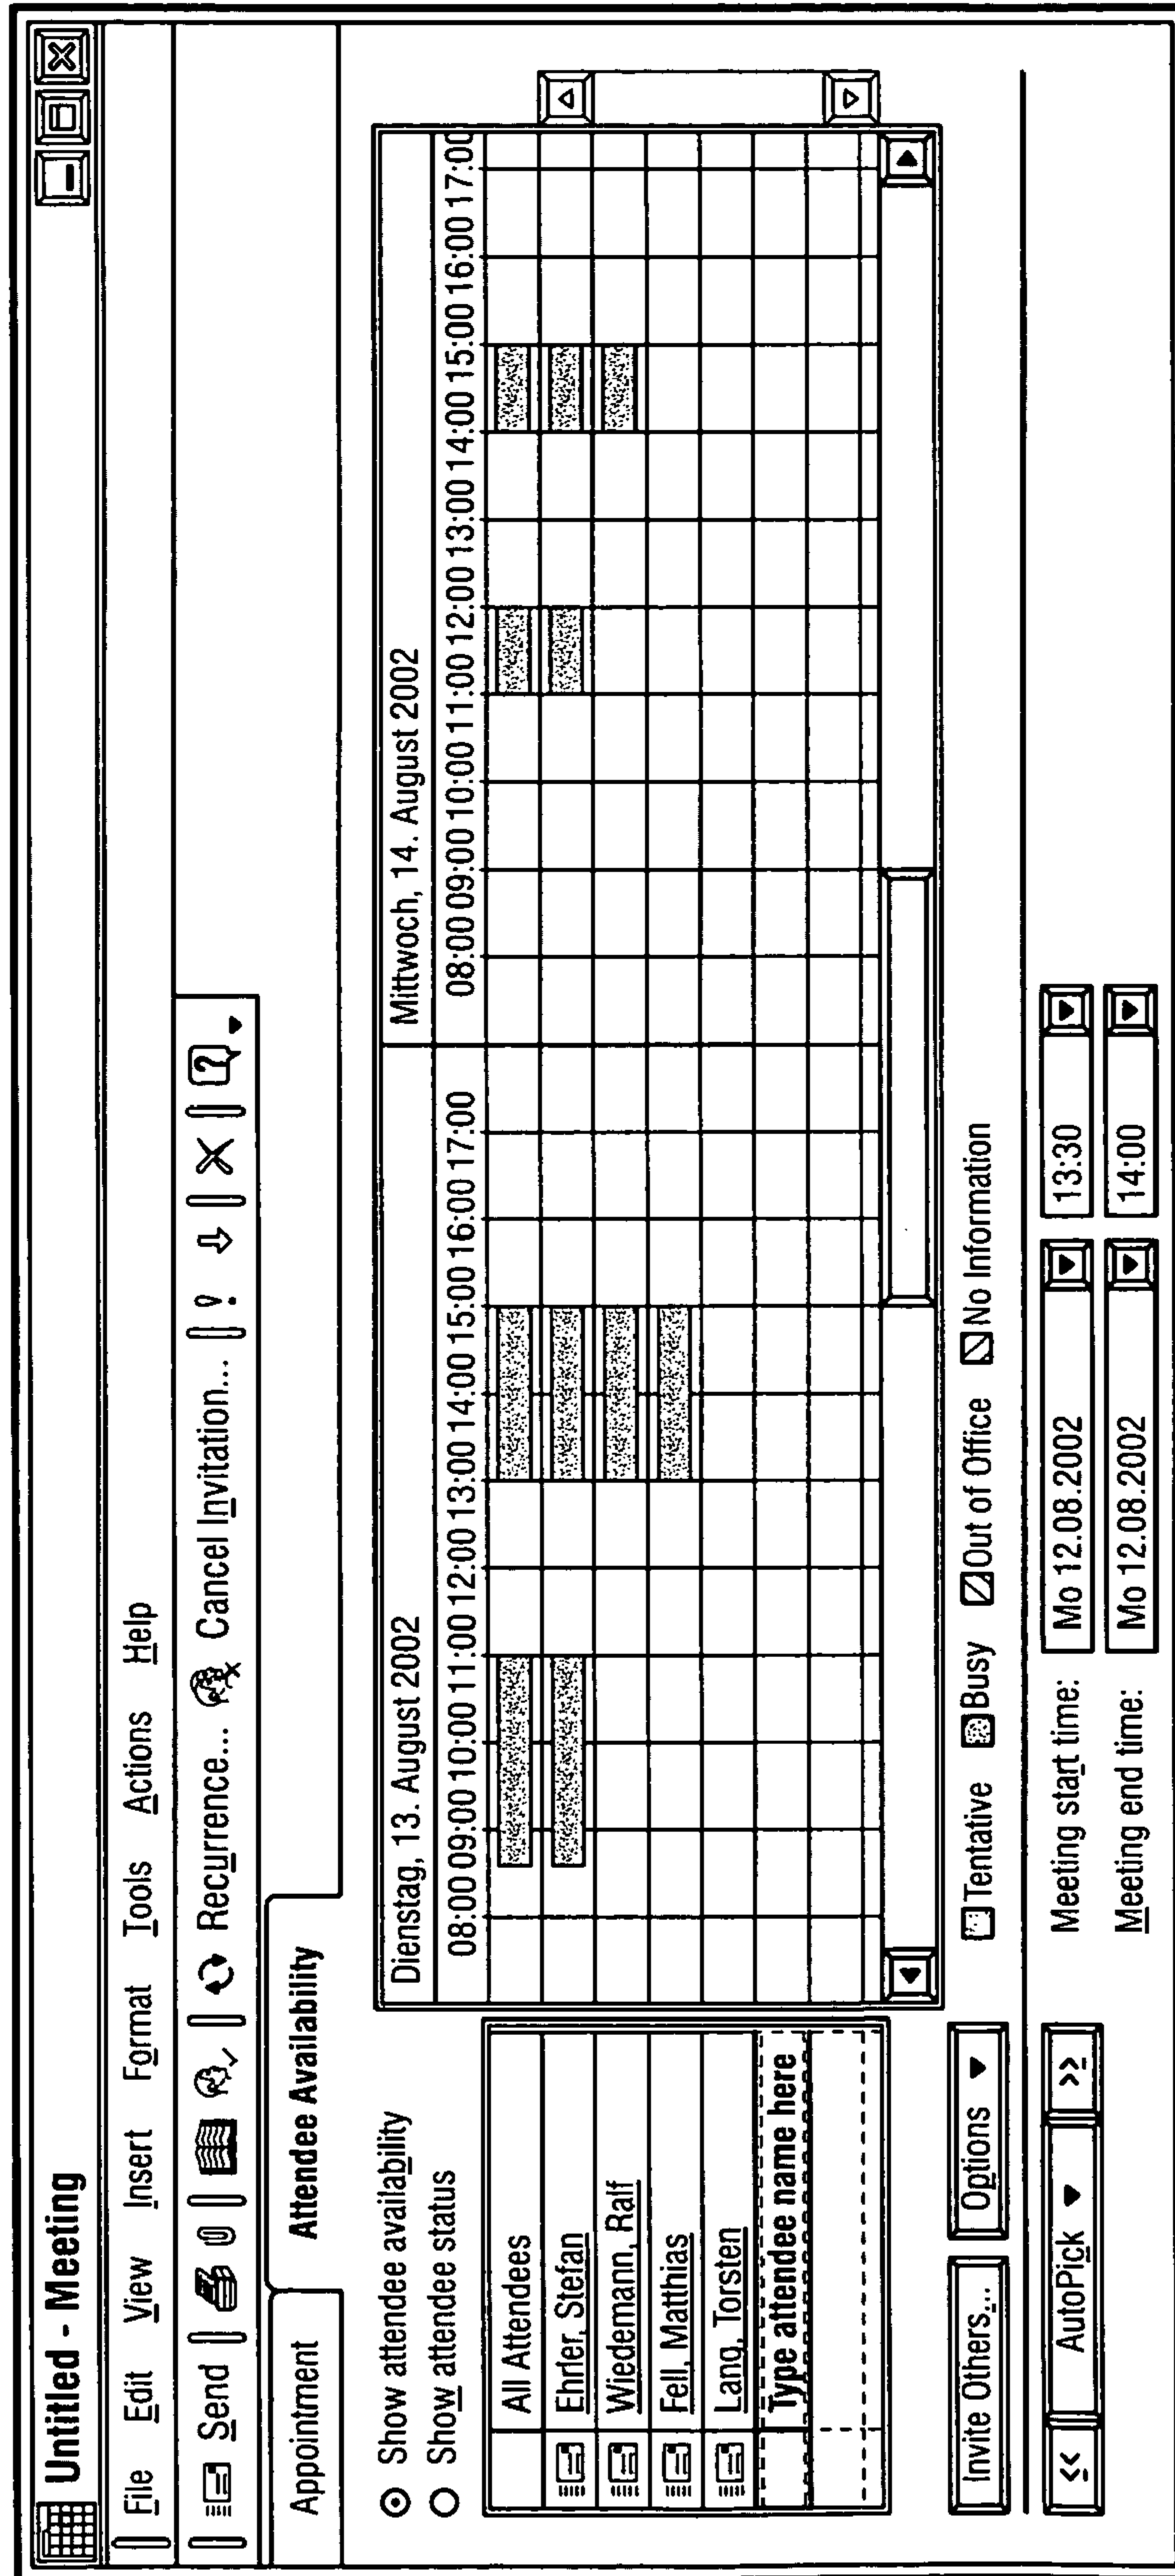 Untitled - Meeting
File Edit View Insert Format Tools Actions Help
Send Recurrence... Cancel Invitation... ! ?
Appointment Attendee Availability
Show attendee availability
Show attendee status
Dienstag, 13. August 2002 Mittwoch, 14. August 2002
08:00 09:00 10:00 11:00 12:00 13:00 14:00 15:00 16:00 17:00 08:00 09:00 10:00 11:00 12:00 13:00 14:00 15:00 16:00 17:00
All Attendees
Ehrler, Stefan
Wiedemann, Ralf
Fell, Matthias
Lang, Torsten
Type attendee name here
Invite Others... Options Tentative Busy Out of Office No Information
<< AutoPick >> Meeting start time: Mo 12.08.2002 13:30
Meeting end time: Mo 12.08.2002 14:00